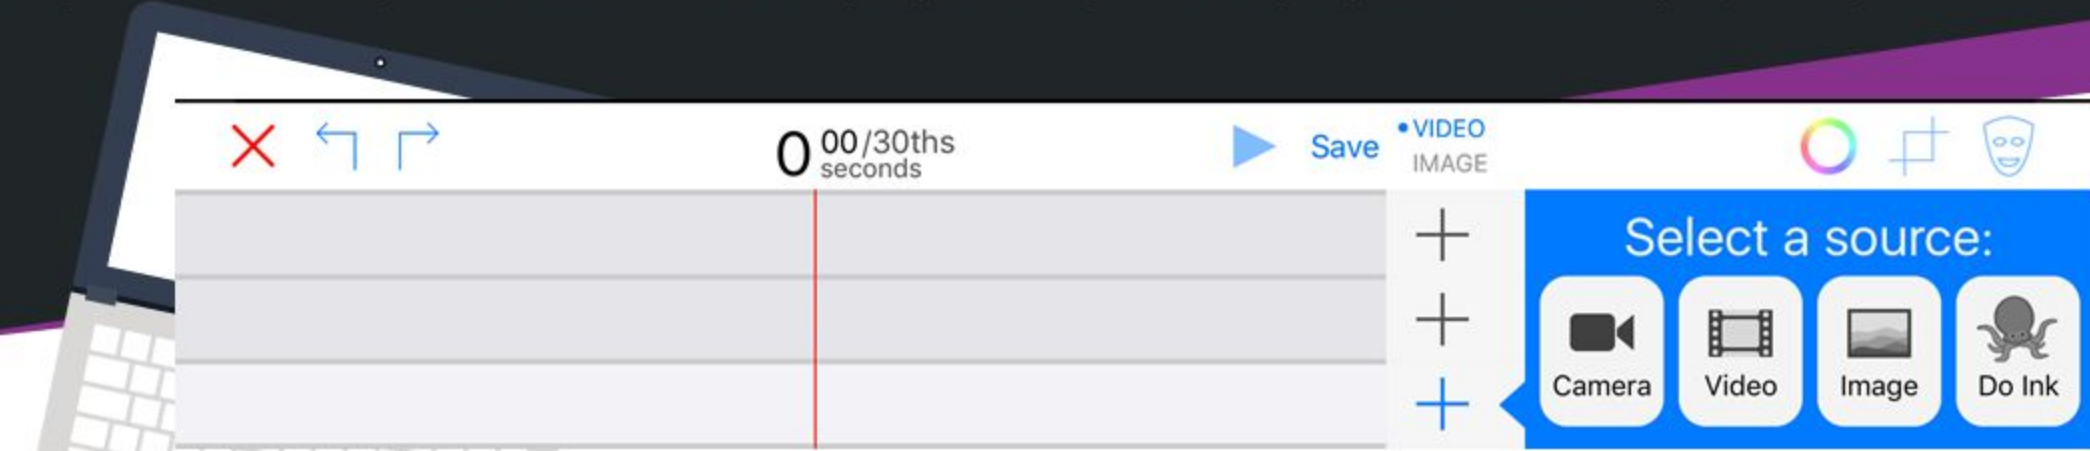 0 00/30ths
seconds
Save
VIDEO
IMAGE
Select a source:
Camera
Video
Image
Do Ink